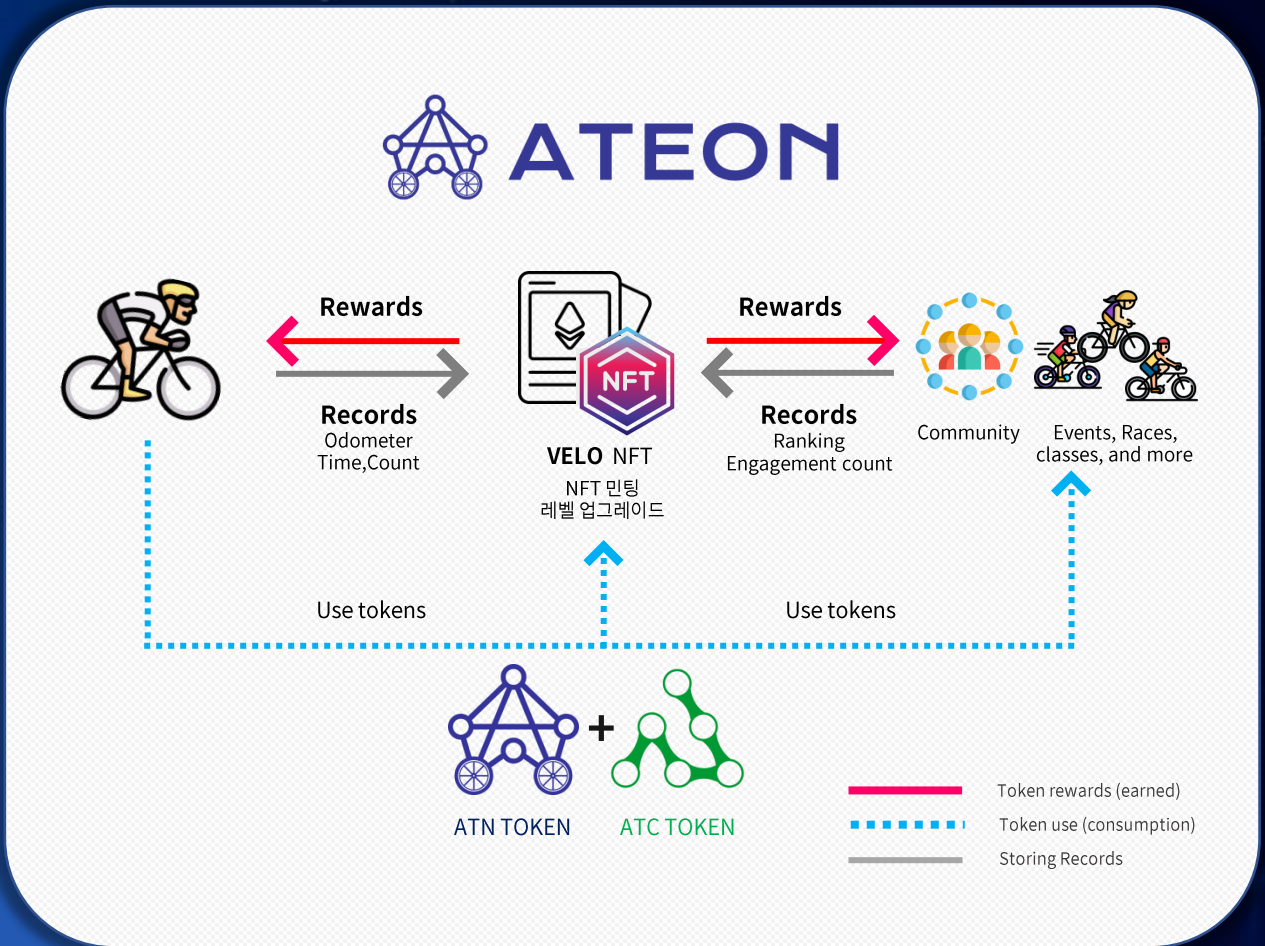 ATEON
Rewards
Records
Odometer
Time,Count
NFT
VELO NFT
NFT 민팅
레벨 업그레이드
Rewards
Records
Ranking
Engagement count
Community
Events, Races,
classes, and more
Use tokens
Use tokens
+
ATN TOKEN
ATC TOKEN
Token rewards (earned)
Token use (consumption)
Storing Records